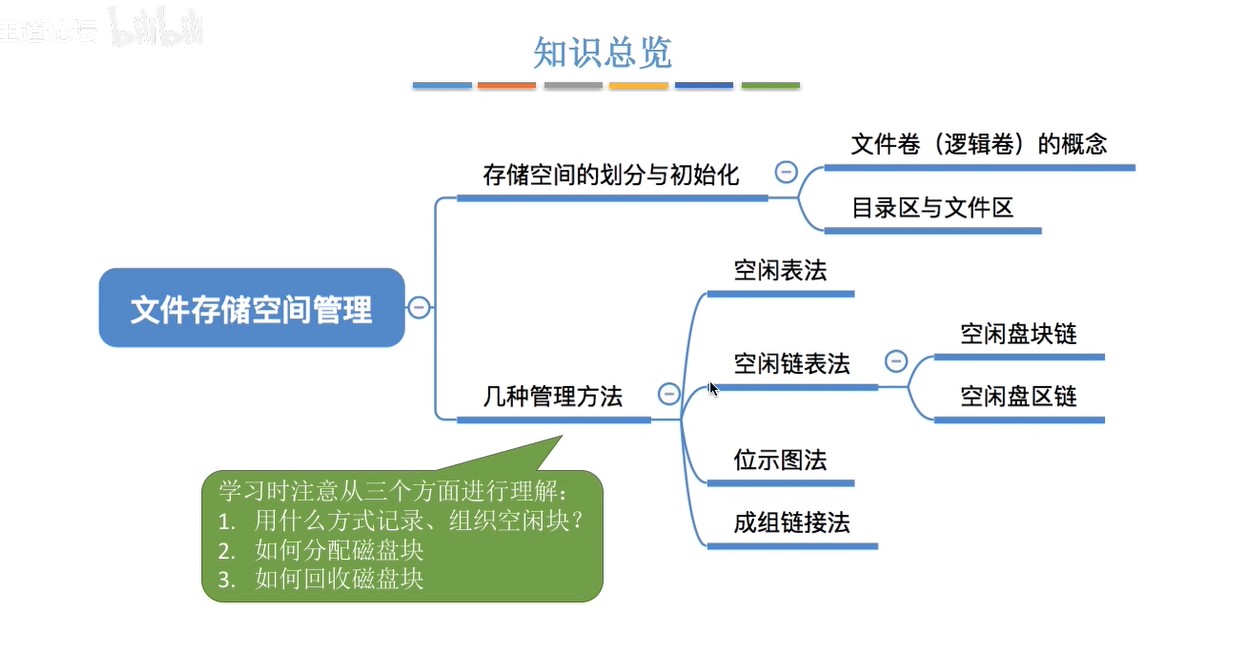 王道论坛 bilibili
知识总览
存储空间的划分与初始化
文件卷（逻辑卷）的概念
目录区与文件区
文件存储空间管理
几种管理方法
空闲表法
空闲链表法
空闲盘块链
空闲盘区链
位示图法
成组链接法
学习时注意从三个方面进行理解：
1. 用什么方式记录、组织空闲块？
2. 如何分配磁盘块
3. 如何回收磁盘块